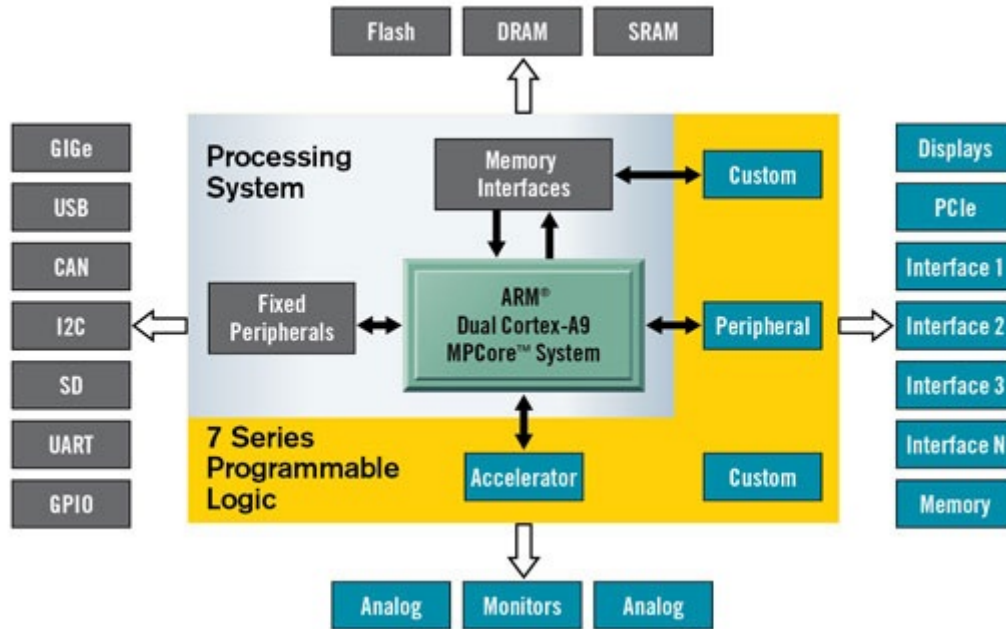 Flash
DRAM
SRAM
GIGe
USB
CAN
I2C
SD
UART
GPIO
Processing
System
Memory
Interfaces
Custom
Fixed
Peripherals
ARM®
Dual Cortex-A9
MPCore™ System
Peripheral
7 Series
Programmable
Logic
Accelerator
Custom
Displays
PCIe
Interface 1
Interface 2
Interface 3
Interface N
Memory
Analog
Monitors
Analog